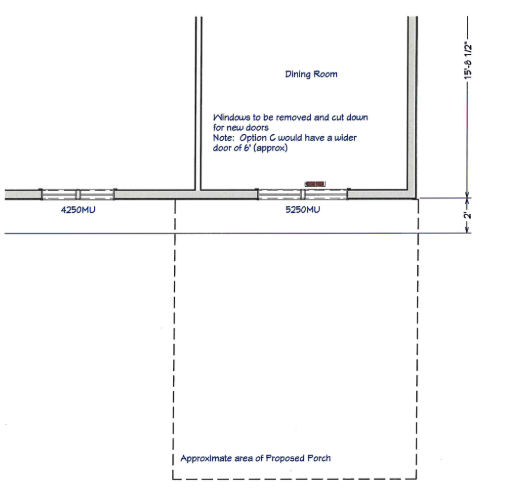 Dining Room
15'-8 1/2"
Windows to be removed and cut down
for new doors
Note: Option C would have a wider
door of 6' (approx)
4250MU
5250MU
2'
Approximate area of Proposed Porch